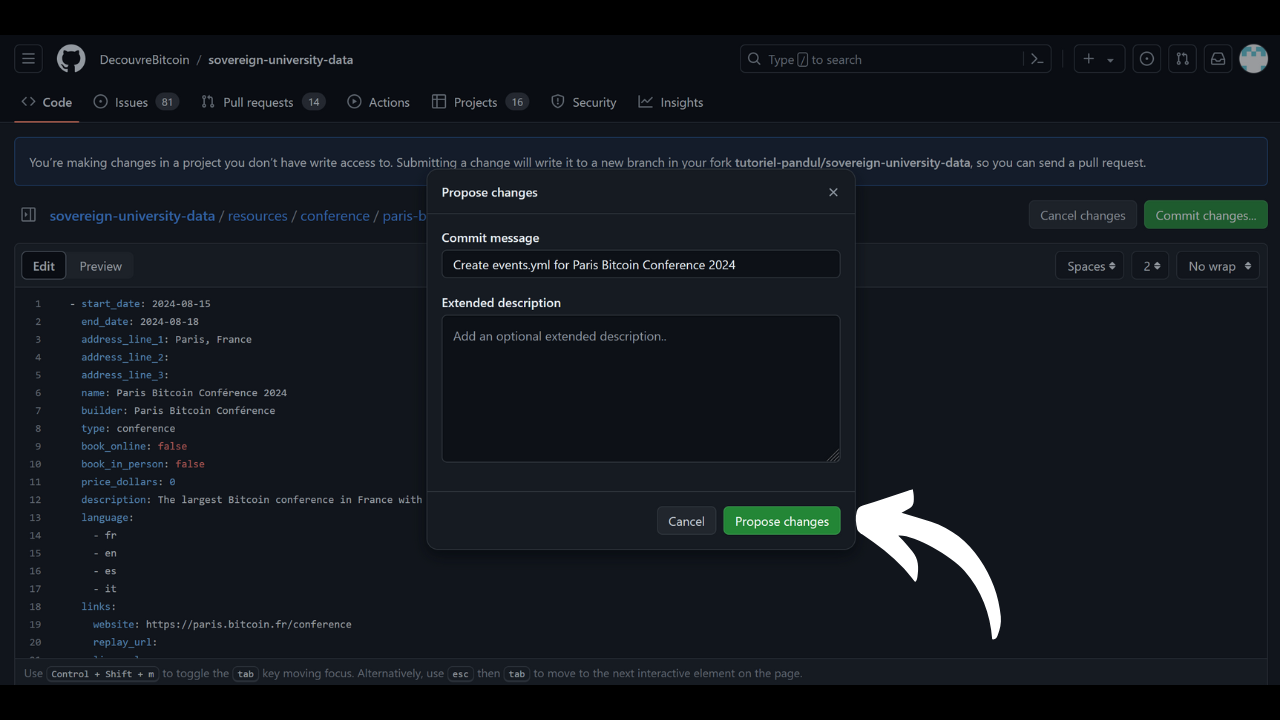 DecouvreBitcoin / sovereign-university-data
Type / to search
Code
Issues 81
Pull requests 14
Actions
Projects 16
Security
Insights
You're making changes in a project you don't have write access to. Submitting a change will write it to a new branch in your fork tutoriel-pandul/sovereign-university-data, so you can send a pull request.
sovereign-university-data / resources / conference / paris-b
Cancel changes
Commit changes...
Edit
Preview
Spaces
2
No wrap
1 - start_date: 2024-08-15
2 end_date: 2024-08-18
3 address_line_1: Paris, France
4 address_line_2:
5 address_line_3:
6 name: Paris Bitcoin Conférence 2024
7 builder: Paris Bitcoin Conférence
8 type: conference
9 book_online: false
10 book_in_person: false
11 price_dollars: 0
12 description: The largest Bitcoin conference in France with
13 language:
14 - fr
15 - en
16 - es
17 - it
18 links:
19 website: https://paris.bitcoin.fr/conference
20 replay_url:
Propose changes
Commit message
Create events.yml for Paris Bitcoin Conference 2024
Extended description
Add an optional extended description..
Cancel
Propose changes
Use Control + Shift + m to toggle the tab key moving focus. Alternatively, use esc then tab to move to the next interactive element on the page.